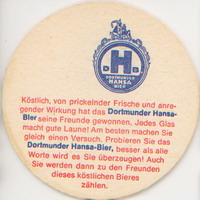 D H B
DORTMUNDER
HANSA
BIER
Köstlich, von prickelnder Frische und anre-
gender Wirkung hat das Dortmunder Hansa-
Bier seine Freunde gewonnen. Jedes Glas
macht gute Laune! Am besten machen Sie
gleich einen Versuch. Probieren Sie das
Dortmunder Hansa-Bier, besser als alle
Worte wird es Sie überzeugen! Auch
Sie werden dann zu den Freunden
dieses köstlichen Bieres
zählen.